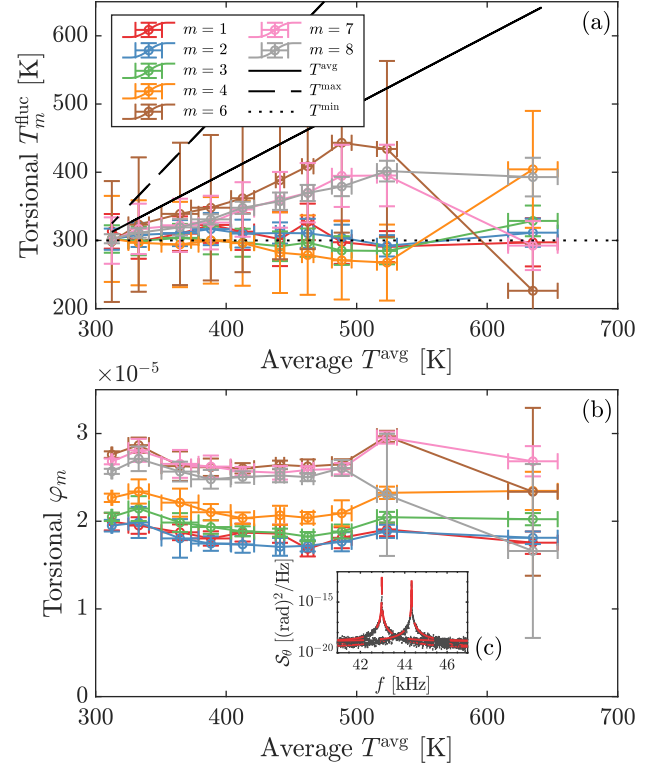 (a)
m = 1
m = 2
m = 3
m = 4
m = 6
m = 7
m = 8
T^avg
T^max
T^min
Torsional T_m^fluc [K]
600
500
400
300
200
300 400 500 600 700
Average T^avg [K]
×10^-5
(b)
Torsional φ_m
3
2
1
0
300 400 500 600 700
Average T^avg [K]
(c)
S_θ [(rad)^2/Hz]
10^-15
10^-20
42 44 46
f [kHz]